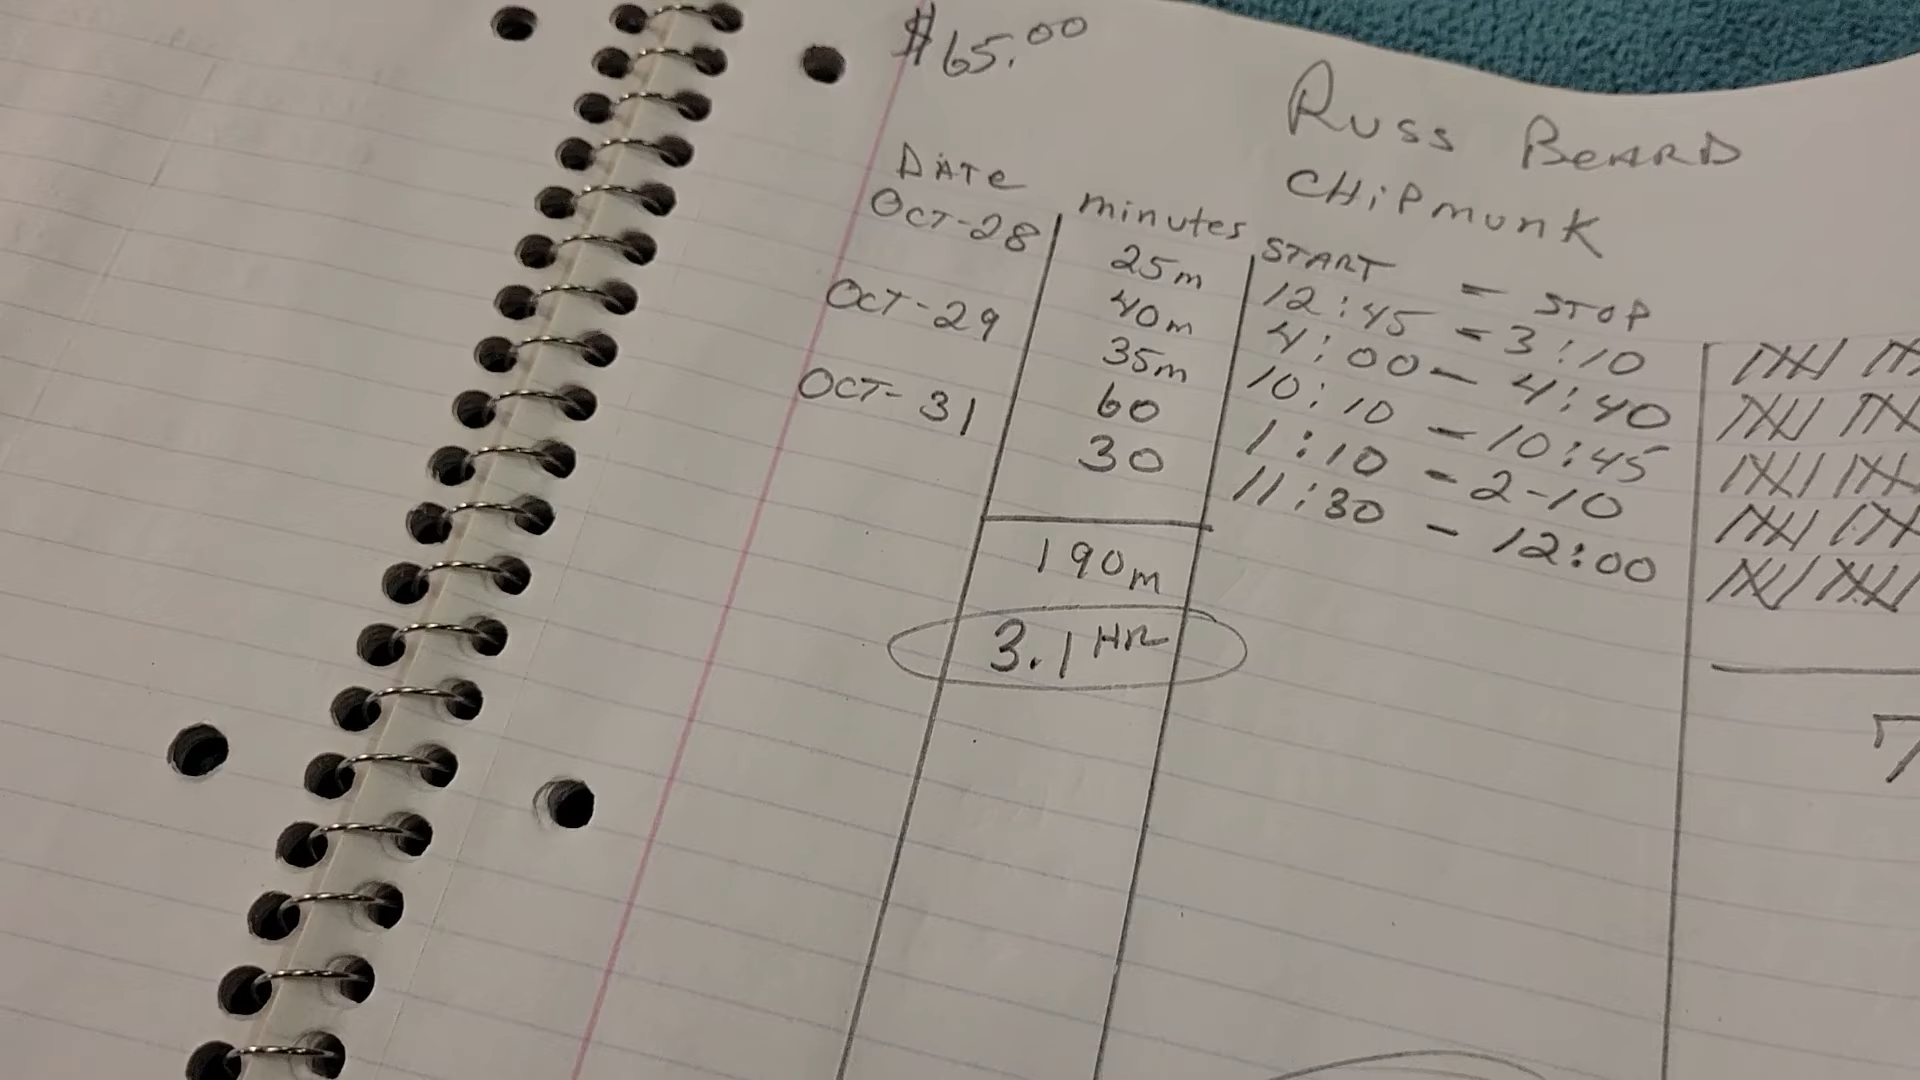 $65.00
Russ Beard
Chipmunk
Date minutes START = STOP
Oct-28 25m 12:45 = 3:10
40m 4:00 - 4:40
Oct-29 35m 10:10 - 10:45
60 1:10 - 2-10
Oct-31 30 11:30 - 12:00
190m
3.1 HR
7